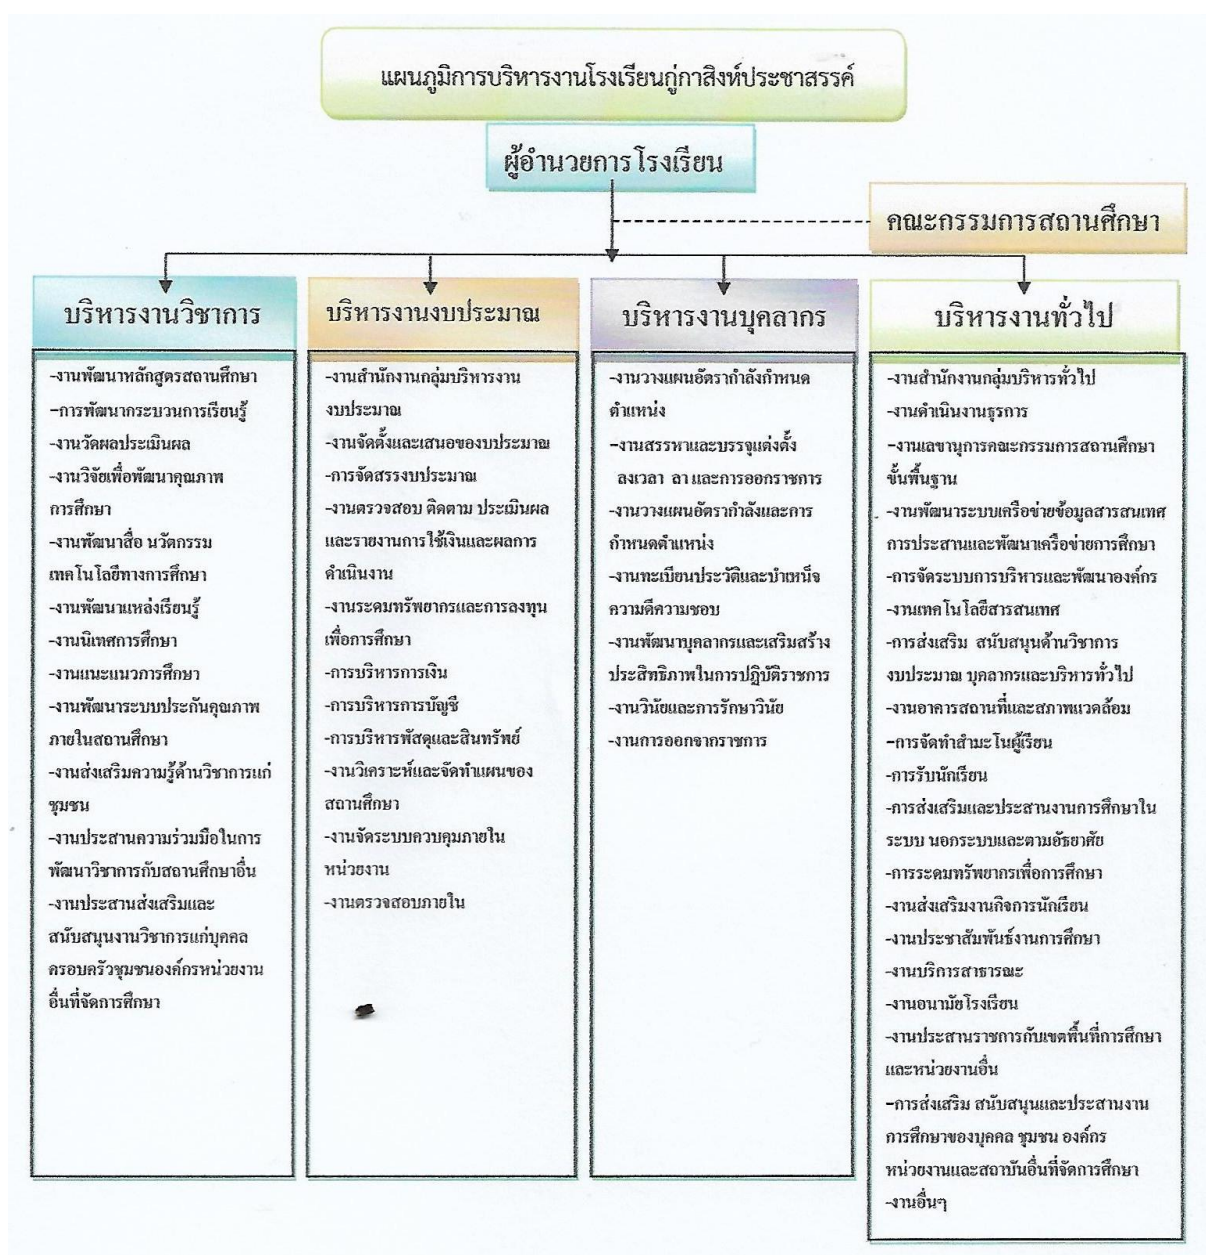 แผนภูมิการบริหารงานโรงเรียนกู่กาสิงห์ประชาสรรค์
ผู้อำนวยการโรงเรียน
คณะกรรมการสถานศึกษา
บริหารงานวิชาการ
-งานพัฒนาหลักสูตรสถานศึกษา
-การพัฒนากระบวนการเรียนรู้
-งานวัดผลประเมินผล
-งานวิจัยเพื่อพัฒนาคุณภาพ
การศึกษา
-งานพัฒนาสื่อ นวัตกรรม
เทคโนโลยีทางการศึกษา
-งานพัฒนาแหล่งเรียนรู้
-งานนิเทศการศึกษา
-งานแนะแนวการศึกษา
-งานพัฒนาระบบประกันคุณภาพ
ภายในสถานศึกษา
-งานส่งเสริมความรู้ด้านวิชาการแก่
ชุมชน
-งานประสานความร่วมมือในการ
พัฒนาวิชาการกับสถานศึกษาอื่น
-งานประสานส่งเสริมและ
สนับสนุนงานวิชาการแก่บุคคล
ครอบครัวชุมชนองค์กรหน่วยงาน
อื่นที่จัดการศึกษา
บริหารงานงบประมาณ
-งานสำนักงานกลุ่มบริหารงาน
งบประมาณ
-งานจัดตั้งและเสนอของบประมาณ
-การจัดสรรงบประมาณ
-งานตรวจสอบ ติดตาม ประเมินผล
และรายงานการใช้เงินและผลการ
ดำเนินงาน
-งานระดมทรัพยากรและการลงทุน
เพื่อการศึกษา
-การบริหารการเงิน
-การบริหารการบัญชี
-การบริหารพัสดุและสินทรัพย์
-งานวิเคราะห์และจัดทำแผนของ
สถานศึกษา
-งานจัดระบบควบคุมภายใน
หน่วยงาน
-งานตรวจสอบภายใน
บริหารงานบุคลากร
-งานวางแผนอัตรากำลังกำหนด
ตำแหน่ง
-งานสรรหาและบรรจุแต่งตั้ง
ลงเวลา ลา และการออกราชการ
-งานวางแผนอัตรากำลังและการ
กำหนดตำแหน่ง
-งานทะเบียนประวัติและบำเหน็จ
ความดีความชอบ
-งานพัฒนาบุคลากรและเสริมสร้าง
ประสิทธิภาพในการปฏิบัติราชการ
-งานวินัยและการรักษาวินัย
-งานการออกจากราชการ
บริหารงานทั่วไป
-งานสำนักงานกลุ่มบริหารทั่วไป
-งานดำเนินงานธุรการ
-งานเลขานุการคณะกรรมการสถานศึกษา
ขั้นพื้นฐาน
-งานพัฒนาระบบเครือข่ายข้อมูลสารสนเทศ
การประสานและพัฒนาเครือข่ายการศึกษา
-การจัดระบบการบริหารและพัฒนาองค์กร
-งานเทคโนโลยีสารสนเทศ
-การส่งเสริม สนับสนุนด้านวิชาการ
งบประมาณ บุคลากรและบริหารทั่วไป
-งานอาคารสถานที่และสภาพแวดล้อม
-การจัดทำสำมะโนผู้เรียน
-การรับนักเรียน
-การส่งเสริมและประสานงานการศึกษาใน
ระบบ นอกระบบและตามอัธยาศัย
-การระดมทรัพยากรเพื่อการศึกษา
-งานส่งเสริมงานกิจการนักเรียน
-งานประชาสัมพันธ์งานการศึกษา
-งานบริการสาธารณะ
-งานอนามัยโรงเรียน
-งานประสานราชการกับเขตพื้นที่การศึกษา
และหน่วยงานอื่น
-การส่งเสริม สนับสนุนและประสานงาน
การศึกษาของบุคคล ชุมชน องค์กร
หน่วยงานและสถาบันอื่นที่จัดการศึกษา
-งานอื่นๆ